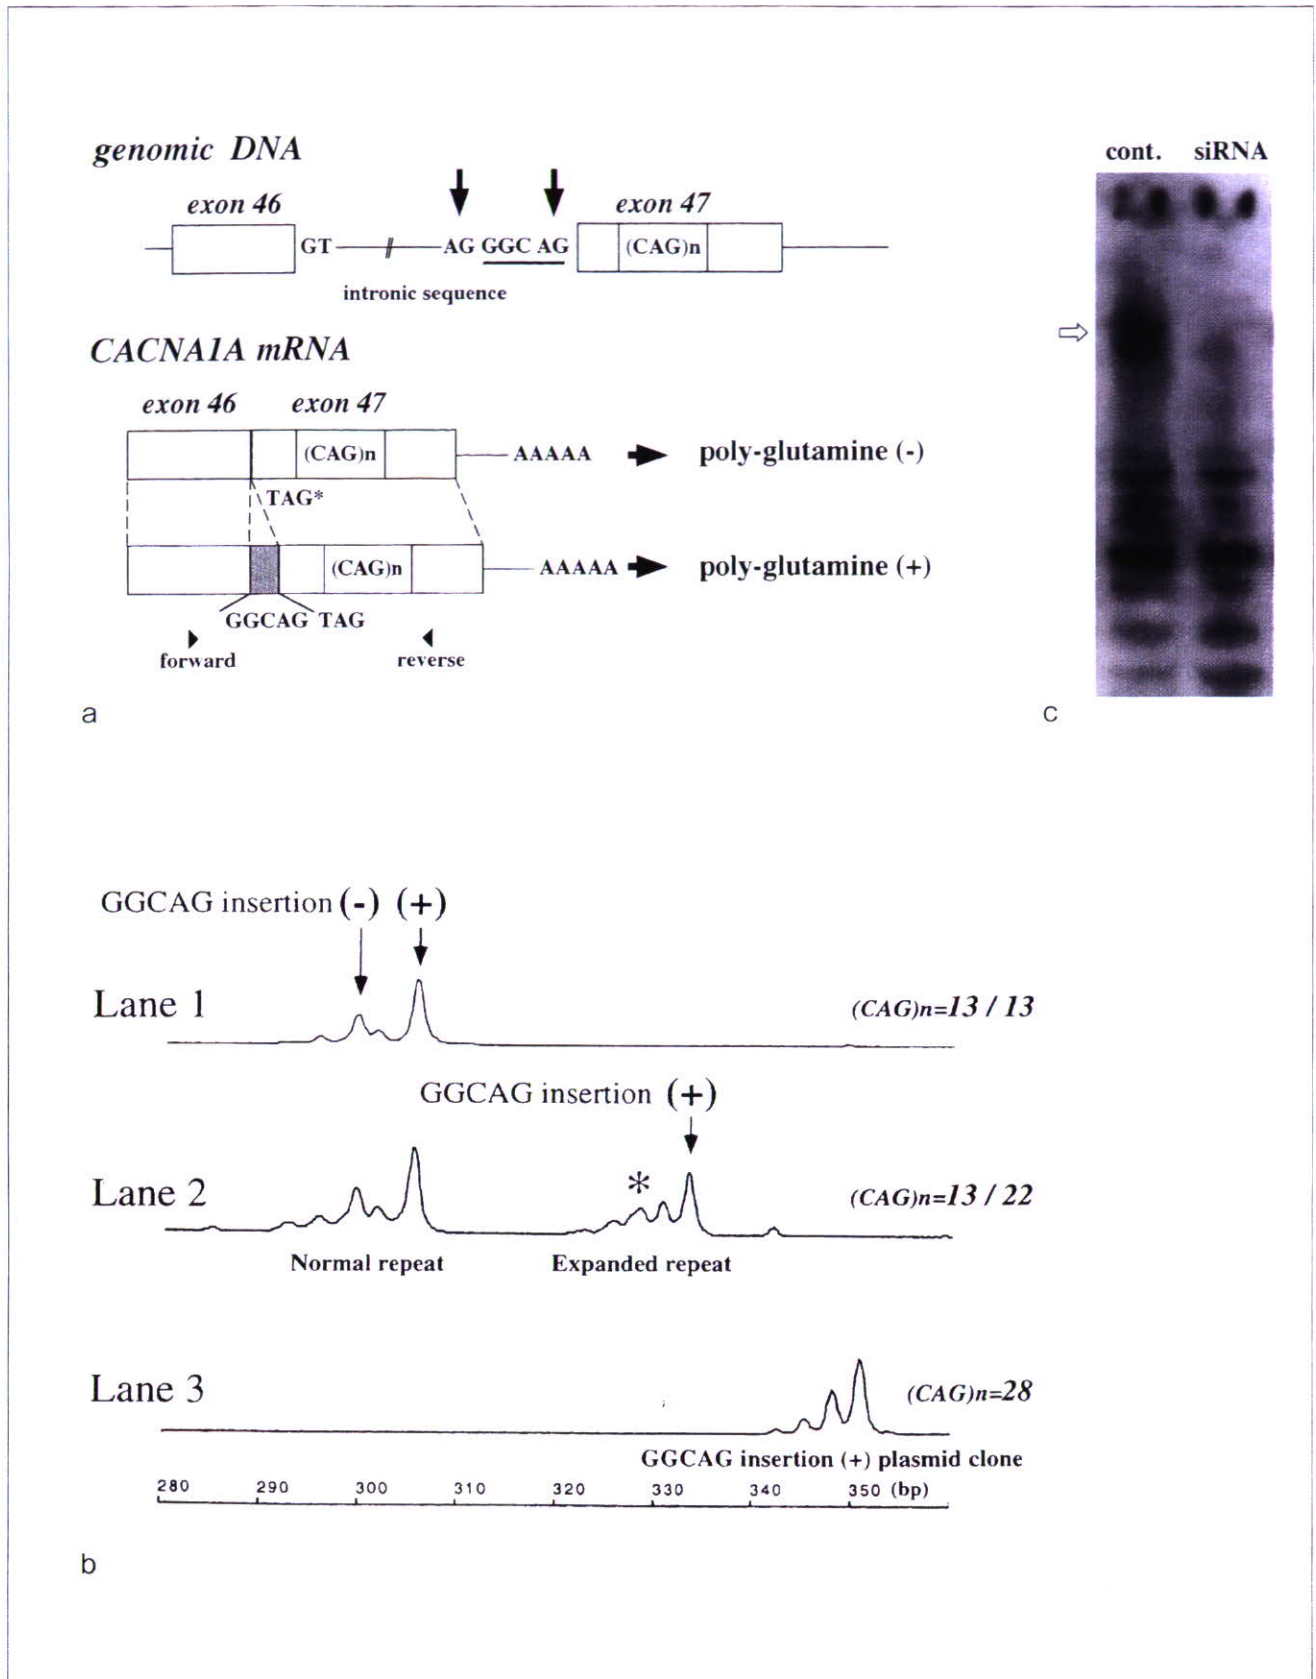 genomic DNA
exon 46
exon 47
GT
AG GGC AG
(CAG)n
intronic sequence
CACNA1A mRNA
exon 46
exon 47
(CAG)n
AAAAA
poly-glutamine (-)
TAG*
(CAG)n
AAAAA
poly-glutamine (+)
GGCAG TAG
forward
reverse
a
cont. siRNA
c
GGCAG insertion (-) (+)
Lane 1
(CAG)n=13 / 13
GGCAG insertion (+)
Lane 2
*
(CAG)n=13 / 22
Normal repeat
Expanded repeat
Lane 3
(CAG)n=28
GGCAG insertion (+) plasmid clone
280 290 300 310 320 330 340 350 (bp)
b